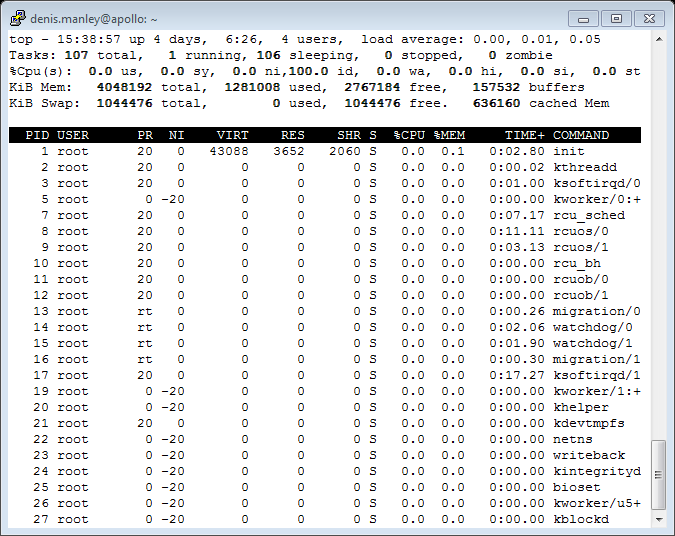 denis.manley@apollo: ~
top - 15:38:57 up 4 days,  6:26,  4 users,  load average: 0.00, 0.01, 0.05
Tasks: 107 total,   1 running, 106 sleeping,   0 stopped,   0 zombie
%Cpu(s):  0.0 us,  0.0 sy,  0.0 ni,100.0 id,  0.0 wa,  0.0 hi,  0.0 si,  0.0 st
KiB Mem:   4048192 total,  1281008 used,  2767184 free,   157532 buffers
KiB Swap:  1044476 total,        0 used,  1044476 free.   636160 cached Mem
PID USER      PR  NI    VIRT    RES    SHR S  %CPU %MEM     TIME+ COMMAND
1 root      20   0   43088   3652   2060 S   0.0  0.1   0:02.80 init
2 root      20   0       0      0      0 S   0.0  0.0   0:00.02 kthreadd
3 root      20   0       0      0      0 S   0.0  0.0   0:01.00 ksoftirqd/0
5 root       0 -20       0      0      0 S   0.0  0.0   0:00.00 kworker/0:+
7 root      20   0       0      0      0 S   0.0  0.0   0:07.17 rcu_sched
8 root      20   0       0      0      0 S   0.0  0.0   0:11.11 rcuos/0
9 root      20   0       0      0      0 S   0.0  0.0   0:03.13 rcuos/1
10 root      20   0       0      0      0 S   0.0  0.0   0:00.00 rcu_bh
11 root      20   0       0      0      0 S   0.0  0.0   0:00.00 rcuob/0
12 root      20   0       0      0      0 S   0.0  0.0   0:00.00 rcuob/1
13 root      rt   0       0      0      0 S   0.0  0.0   0:00.26 migration/0
14 root      rt   0       0      0      0 S   0.0  0.0   0:02.06 watchdog/0
15 root      rt   0       0      0      0 S   0.0  0.0   0:01.90 watchdog/1
16 root      rt   0       0      0      0 S   0.0  0.0   0:00.30 migration/1
17 root      20   0       0      0      0 S   0.0  0.0   0:17.27 ksoftirqd/1
19 root       0 -20       0      0      0 S   0.0  0.0   0:00.00 kworker/1:+
20 root       0 -20       0      0      0 S   0.0  0.0   0:00.00 khelper
21 root      20   0       0      0      0 S   0.0  0.0   0:00.00 kdevtmpfs
22 root       0 -20       0      0      0 S   0.0  0.0   0:00.00 netns
23 root       0 -20       0      0      0 S   0.0  0.0   0:00.00 writeback
24 root       0 -20       0      0      0 S   0.0  0.0   0:00.00 kintegrityd
25 root       0 -20       0      0      0 S   0.0  0.0   0:00.00 bioset
26 root       0 -20       0      0      0 S   0.0  0.0   0:00.00 kworker/u5+
27 root       0 -20       0      0      0 S   0.0  0.0   0:00.00 kblockd